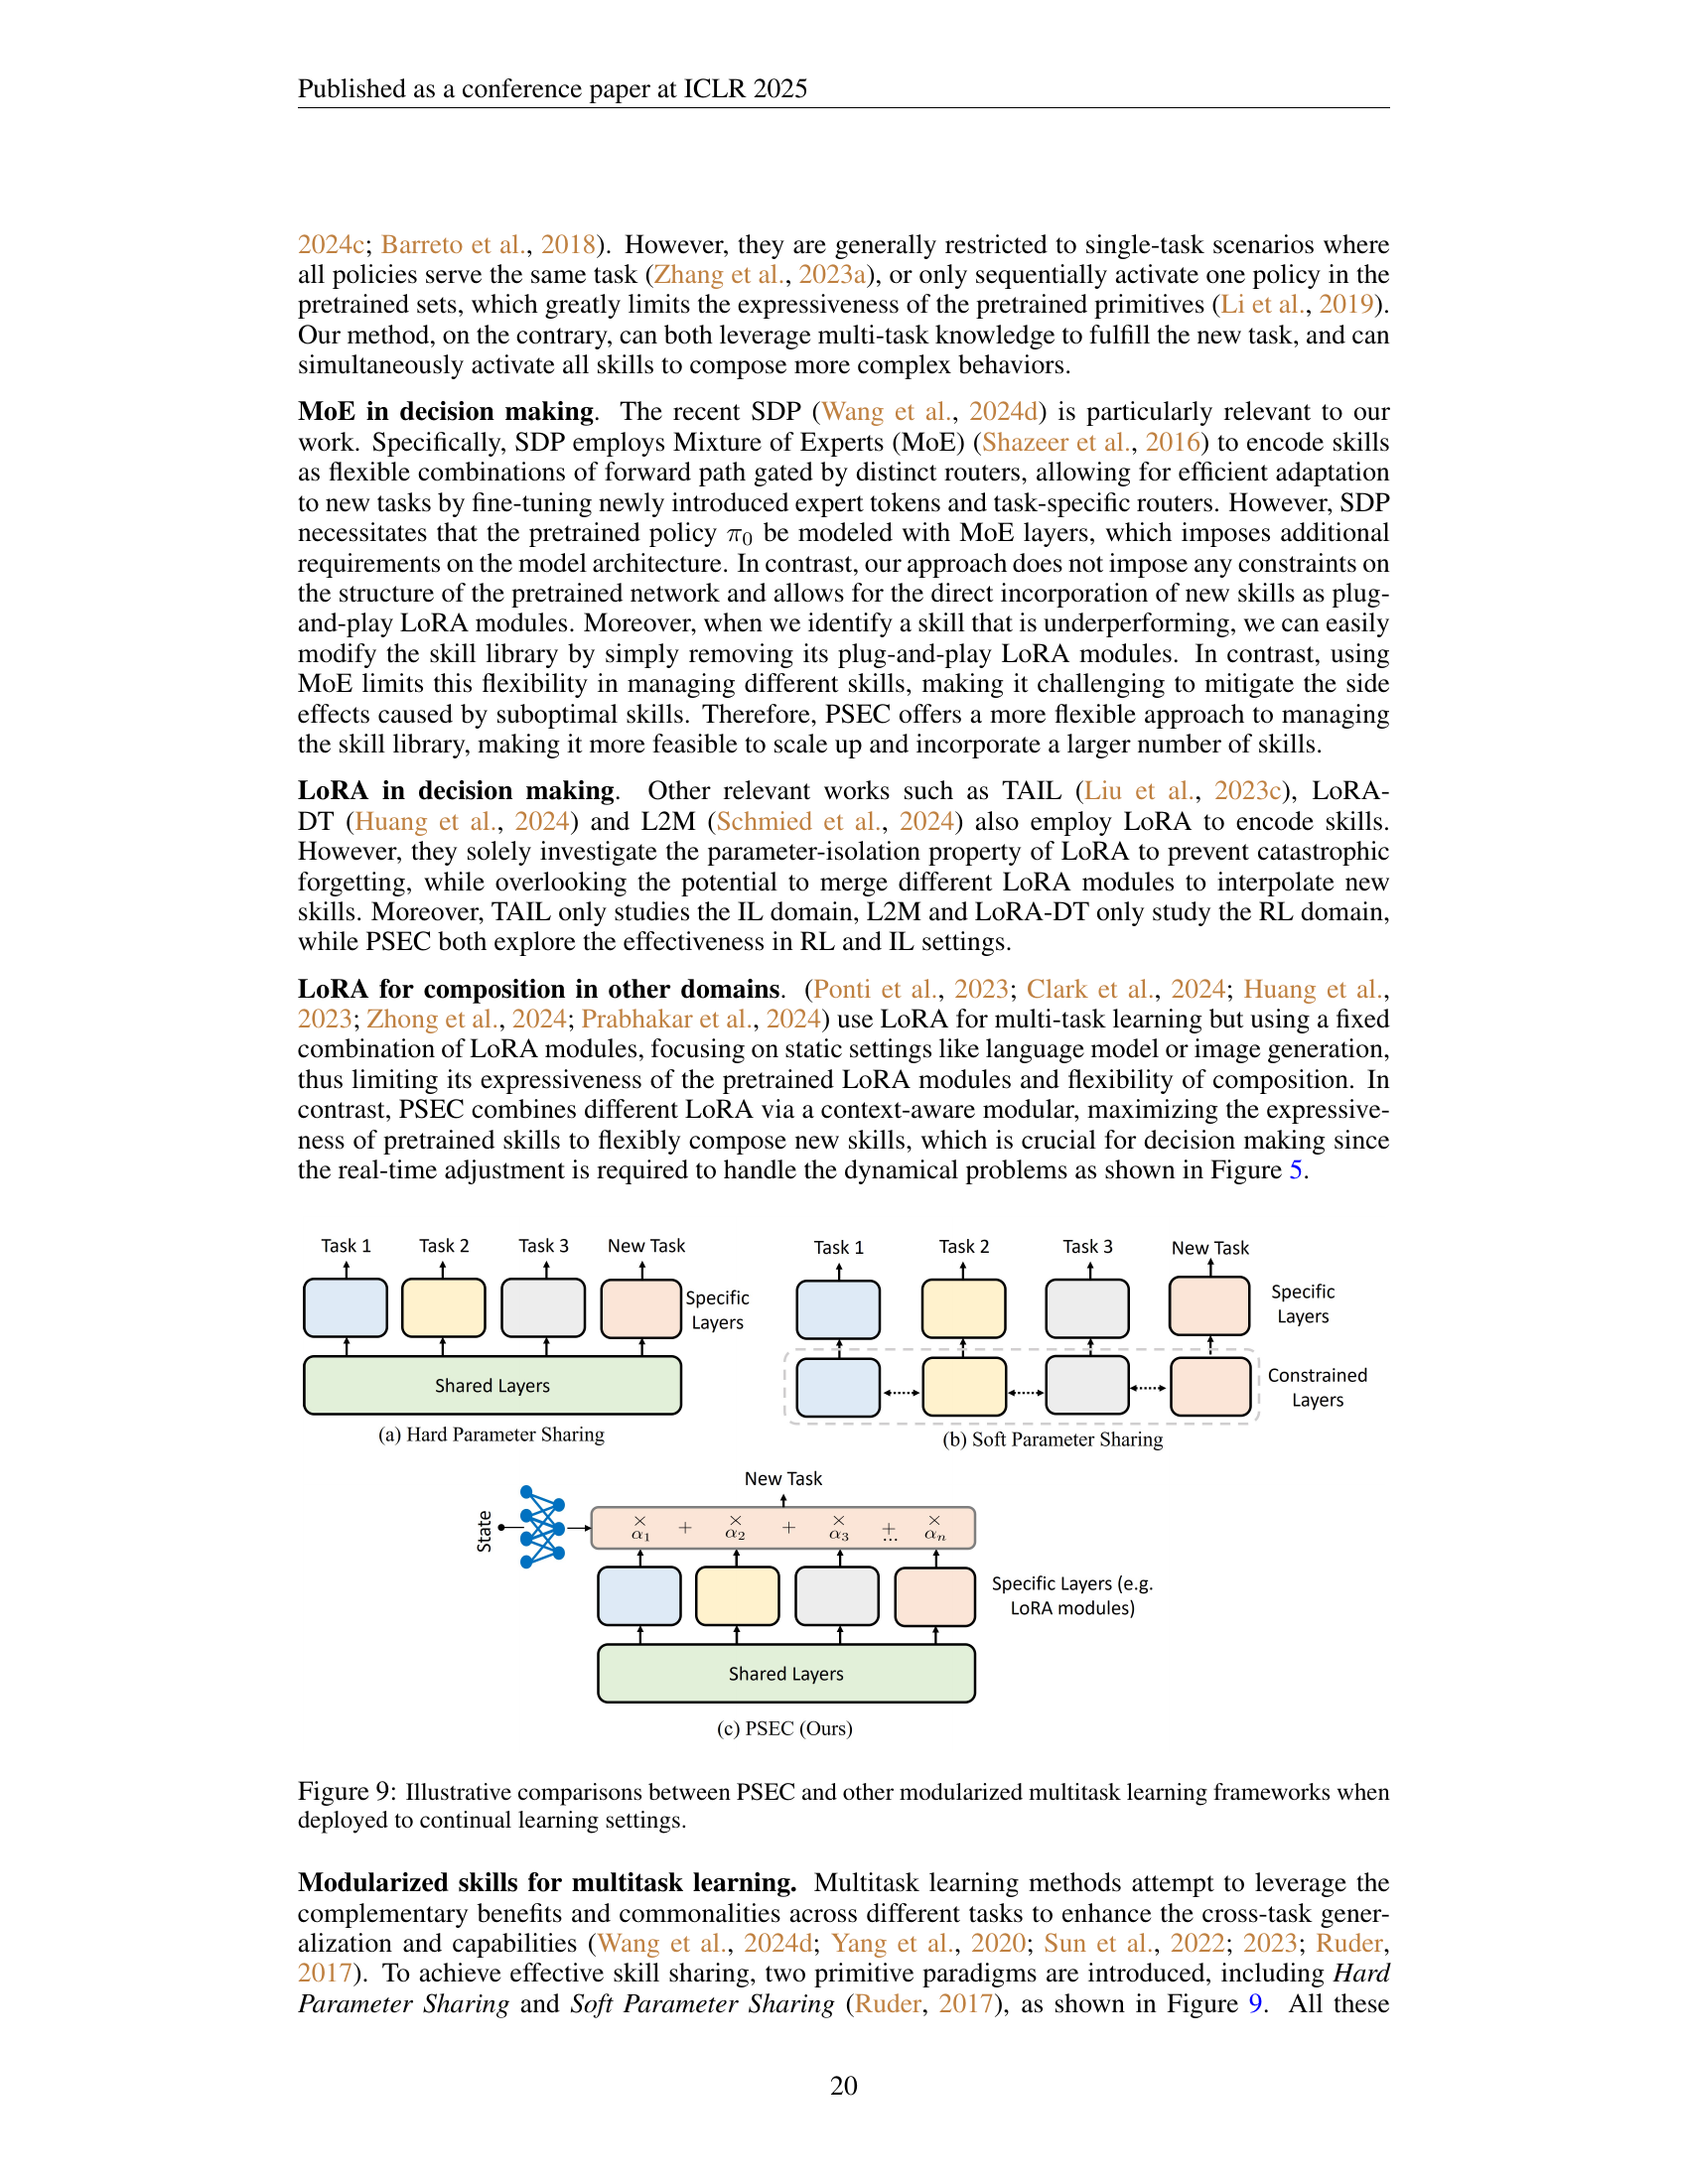 Published as a conference paper at ICLR 2025
2024c; Barreto et al., 2018). However, they are generally restricted to single-task scenarios where
all policies serve the same task (Zhang et al., 2023a), or only sequentially activate one policy in the
pretrained sets, which greatly limits the expressiveness of the pretrained primitives (Li et al., 2019).
Our method, on the contrary, can both leverage multi-task knowledge to fulfill the new task, and can
simultaneously activate all skills to compose more complex behaviors.
MoE in decision making. The recent SDP (Wang et al., 2024d) is particularly relevant to our
work. Specifically, SDP employs Mixture of Experts (MoE) (Shazeer et al., 2016) to encode skills
as flexible combinations of forward path gated by distinct routers, allowing for efficient adaptation
to new tasks by fine-tuning newly introduced expert tokens and task-specific routers. However, SDP
necessitates that the pretrained policy π₀ be modeled with MoE layers, which imposes additional
requirements on the model architecture. In contrast, our approach does not impose any constraints on
the structure of the pretrained network and allows for the direct incorporation of new skills as plug-
and-play LoRA modules. Moreover, when we identify a skill that is underperforming, we can easily
modify the skill library by simply removing its plug-and-play LoRA modules. In contrast, using
MoE limits this flexibility in managing different skills, making it challenging to mitigate the side
effects caused by suboptimal skills. Therefore, PSEC offers a more flexible approach to managing
the skill library, making it more feasible to scale up and incorporate a larger number of skills.
LoRA in decision making. Other relevant works such as TAIL (Liu et al., 2023c), LoRA-
DT (Huang et al., 2024) and L2M (Schmied et al., 2024) also employ LoRA to encode skills.
However, they solely investigate the parameter-isolation property of LoRA to prevent catastrophic
forgetting, while overlooking the potential to merge different LoRA modules to interpolate new
skills. Moreover, TAIL only studies the IL domain, L2M and LoRA-DT only study the RL domain,
while PSEC both explore the effectiveness in RL and IL settings.
LoRA for composition in other domains. (Ponti et al., 2023; Clark et al., 2024; Huang et al.,
2023; Zhong et al., 2024; Prabhakar et al., 2024) use LoRA for multi-task learning but using a fixed
combination of LoRA modules, focusing on static settings like language model or image generation,
thus limiting its expressiveness of the pretrained LoRA modules and flexibility of composition. In
contrast, PSEC combines different LoRA via a context-aware modular, maximizing the expressive-
ness of pretrained skills to flexibly compose new skills, which is crucial for decision making since
the real-time adjustment is required to handle the dynamical problems as shown in Figure 5.
Task 1 Task 2 Task 3 New Task
Specific
Layers
Shared Layers
(a) Hard Parameter Sharing
Task 1 Task 2 Task 3 New Task
Specific
Layers
Constrained
Layers
(b) Soft Parameter Sharing
New Task
State
× × × ×
α₁ + α₂ + α₃ + ... αₙ
Specific Layers (e.g.
LoRA modules)
Shared Layers
(c) PSEC (Ours)
Figure 9: Illustrative comparisons between PSEC and other modularized multitask learning frameworks when
deployed to continual learning settings.
Modularized skills for multitask learning. Multitask learning methods attempt to leverage the
complementary benefits and commonalities across different tasks to enhance the cross-task gener-
alization and capabilities (Wang et al., 2024d; Yang et al., 2020; Sun et al., 2022; 2023; Ruder,
2017). To achieve effective skill sharing, two primitive paradigms are introduced, including Hard
Parameter Sharing and Soft Parameter Sharing (Ruder, 2017), as shown in Figure 9. All these
20